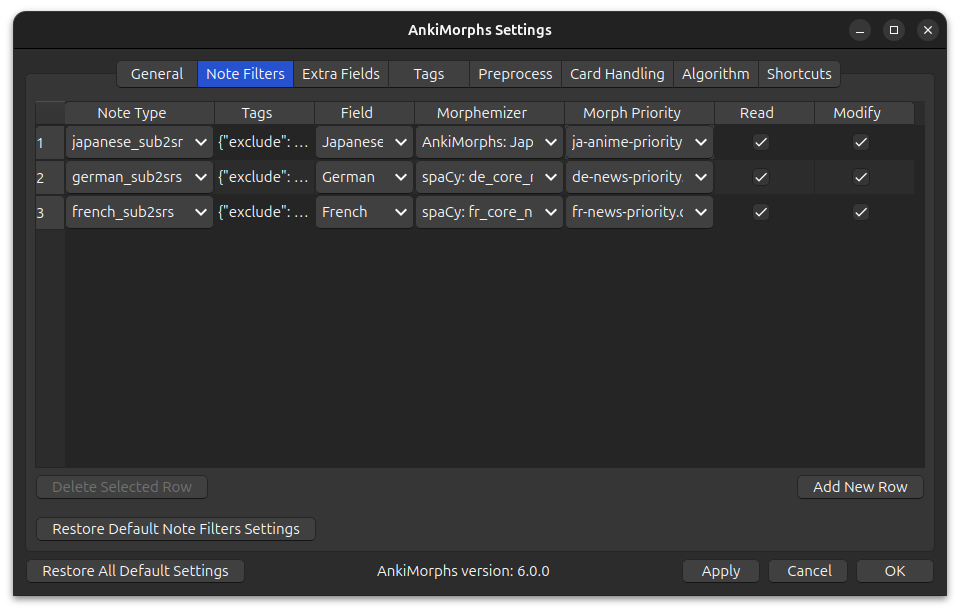 AnkiMorphs Settings
General Note Filters Extra Fields Tags Preprocess Card Handling Algorithm Shortcuts
Note Type Tags Field Morphemizer Morph Priority Read Modify
1 japanese_sub2sr {"exclude": ... Japanese AnkiMorphs: Jap ja-anime-priority
2 german_sub2srs {"exclude": ... German spaCy: de_core_r de-news-priority.
3 french_sub2srs {"exclude": ... French spaCy: fr_core_n fr-news-priority.c
Delete Selected Row Add New Row
Restore Default Note Filters Settings
Restore All Default Settings AnkiMorphs version: 6.0.0 Apply Cancel OK